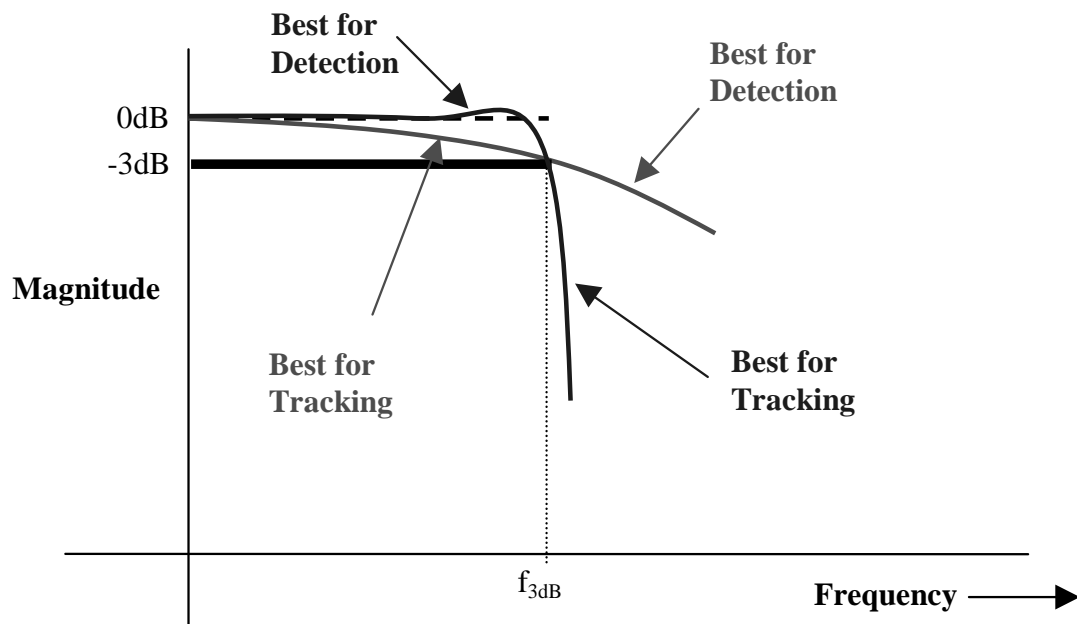 Best for
Detection
Best for
Detection
0dB
-3dB
Magnitude
Best for
Tracking
Best for
Tracking
f3dB
Frequency